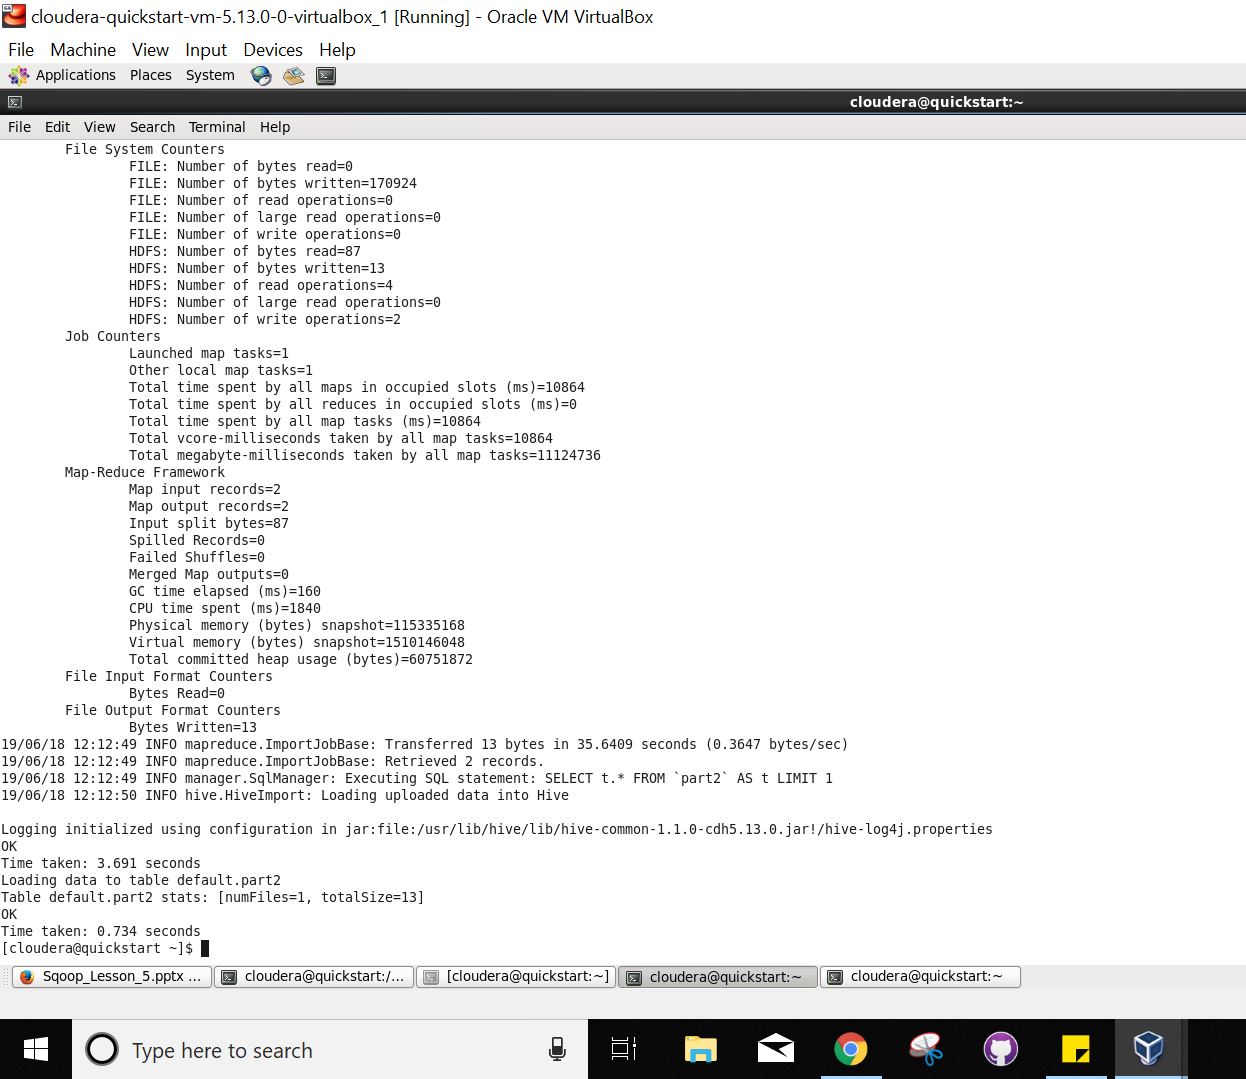 cloudera-quickstart-vm-5.13.0-0-virtualbox_1 [Running] - Oracle VM VirtualBox
File Machine View Input Devices Help
Applications Places System
cloudera@quickstart:~
File Edit View Search Terminal Help
File System Counters
FILE: Number of bytes read=0
FILE: Number of bytes written=170924
FILE: Number of read operations=0
FILE: Number of large read operations=0
FILE: Number of write operations=0
HDFS: Number of bytes read=87
HDFS: Number of bytes written=13
HDFS: Number of read operations=4
HDFS: Number of large read operations=0
HDFS: Number of write operations=2
Job Counters
Launched map tasks=1
Other local map tasks=1
Total time spent by all maps in occupied slots (ms)=10864
Total time spent by all reduces in occupied slots (ms)=0
Total time spent by all map tasks (ms)=10864
Total vcore-milliseconds taken by all map tasks=10864
Total megabyte-milliseconds taken by all map tasks=11124736
Map-Reduce Framework
Map input records=2
Map output records=2
Input split bytes=87
Spilled Records=0
Failed Shuffles=0
Merged Map outputs=0
GC time elapsed (ms)=160
CPU time spent (ms)=1840
Physical memory (bytes) snapshot=115335168
Virtual memory (bytes) snapshot=1510146048
Total committed heap usage (bytes)=60751872
File Input Format Counters
Bytes Read=0
File Output Format Counters
Bytes Written=13
19/06/18 12:12:49 INFO mapreduce.ImportJobBase: Transferred 13 bytes in 35.6409 seconds (0.3647 bytes/sec)
19/06/18 12:12:49 INFO mapreduce.ImportJobBase: Retrieved 2 records.
19/06/18 12:12:49 INFO manager.SqlManager: Executing SQL statement: SELECT t.* FROM `part2` AS t LIMIT 1
19/06/18 12:12:50 INFO hive.HiveImport: Loading uploaded data into Hive
Logging initialized using configuration in jar:file:/usr/lib/hive/lib/hive-common-1.1.0-cdh5.13.0.jar!/hive-log4j.properties
OK
Time taken: 3.691 seconds
Loading data to table default.part2
Table default.part2 stats: [numFiles=1, totalSize=13]
OK
Time taken: 0.734 seconds
[cloudera@quickstart ~]$
Sqoop_Lesson_5.pptx ... cloudera@quickstart:/... [cloudera@quickstart:~] cloudera@quickstart:~ cloudera@quickstart:~
Type here to search